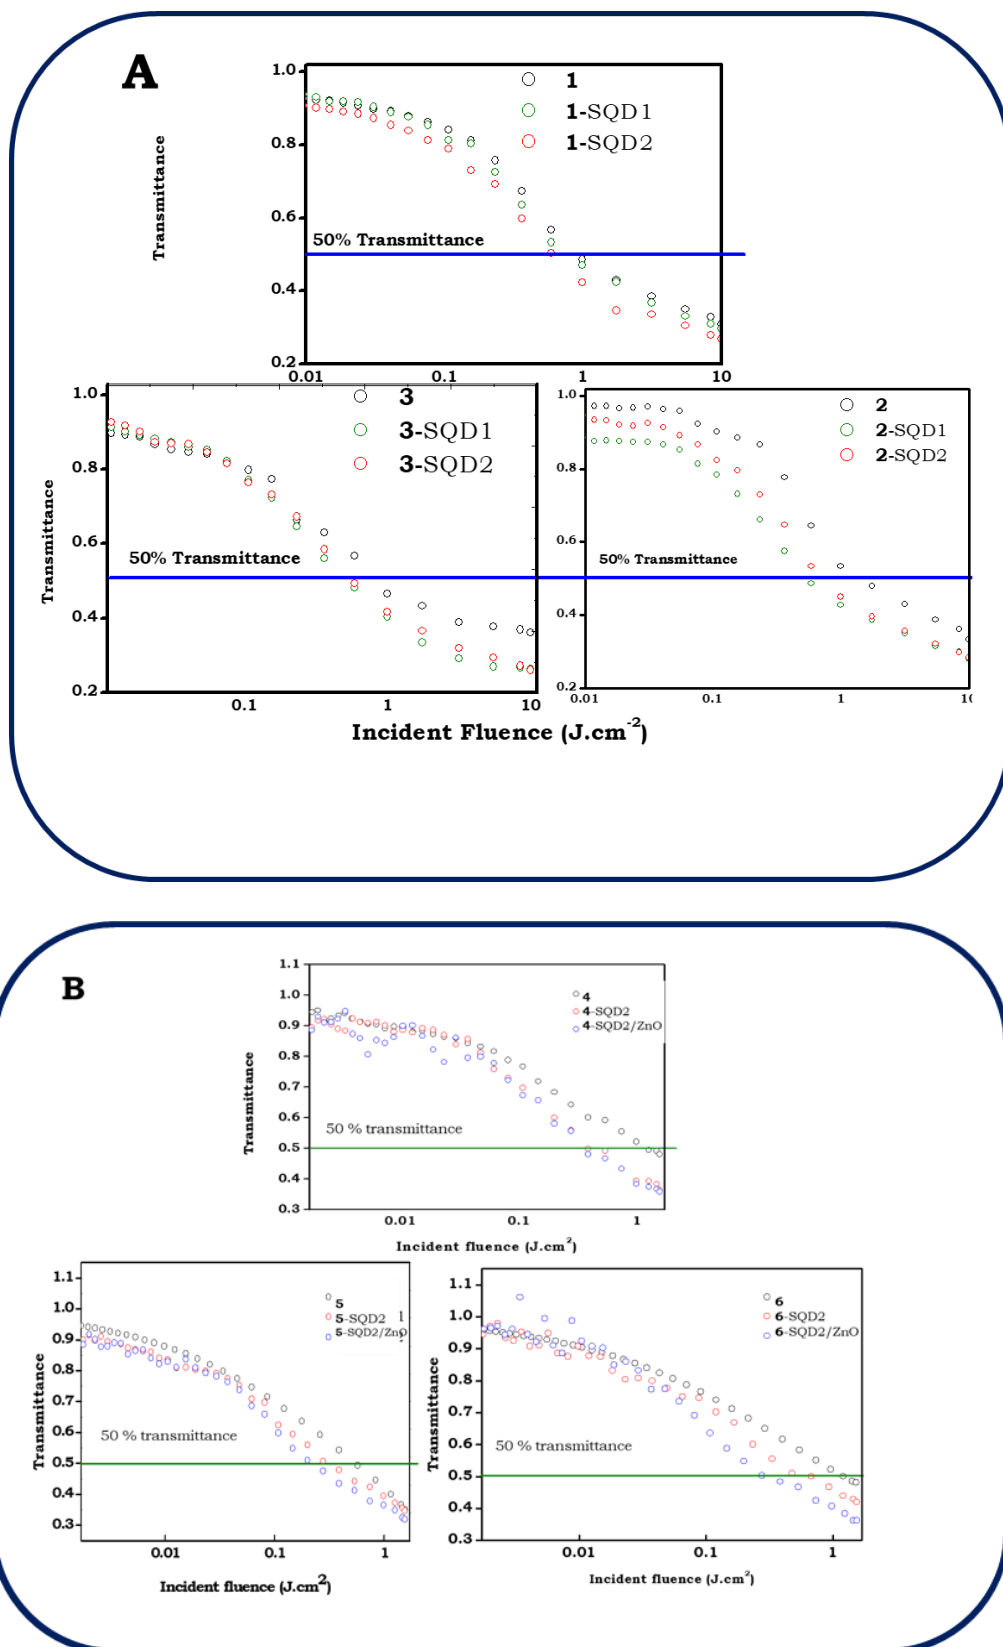 A
1.0
0.8
0.6
0.4
0.2
Transmittance
1
1-SQD1
1-SQD2
50% Transmittance
0.01
0.1
1
10
1.0
0.8
0.6
0.4
0.2
Transmittance
3
3-SQD1
3-SQD2
50% Transmittance
0.1
1
10
1.0
0.8
0.6
0.4
0.2
2
2-SQD1
2-SQD2
50% Transmittance
0.01
0.1
1
Incident Fluence (J.cm-2)
B
1.1
1.0
0.9
0.8
0.7
0.6
0.5
0.4
0.3
Transmittance
4
4-SQD2
4-SQD2/ZnO
50 % transmittance
0.01
0.1
1
Incident fluence (J.cm2)
1.1
1.0
0.9
0.8
0.7
0.6
0.5
0.4
0.3
Transmittance
5
5-SQD2
5-SQD2/ZnO
50 % transmittance
0.01
0.1
1
Incident fluence (J.cm2)
1.1
1.0
0.9
0.8
0.7
0.6
0.5
0.4
0.3
Transmittance
6
6-SQD2
6-SQD2/ZnO
50 % transmittance
0.01
0.1
1
Incident fluence (J.cm2)